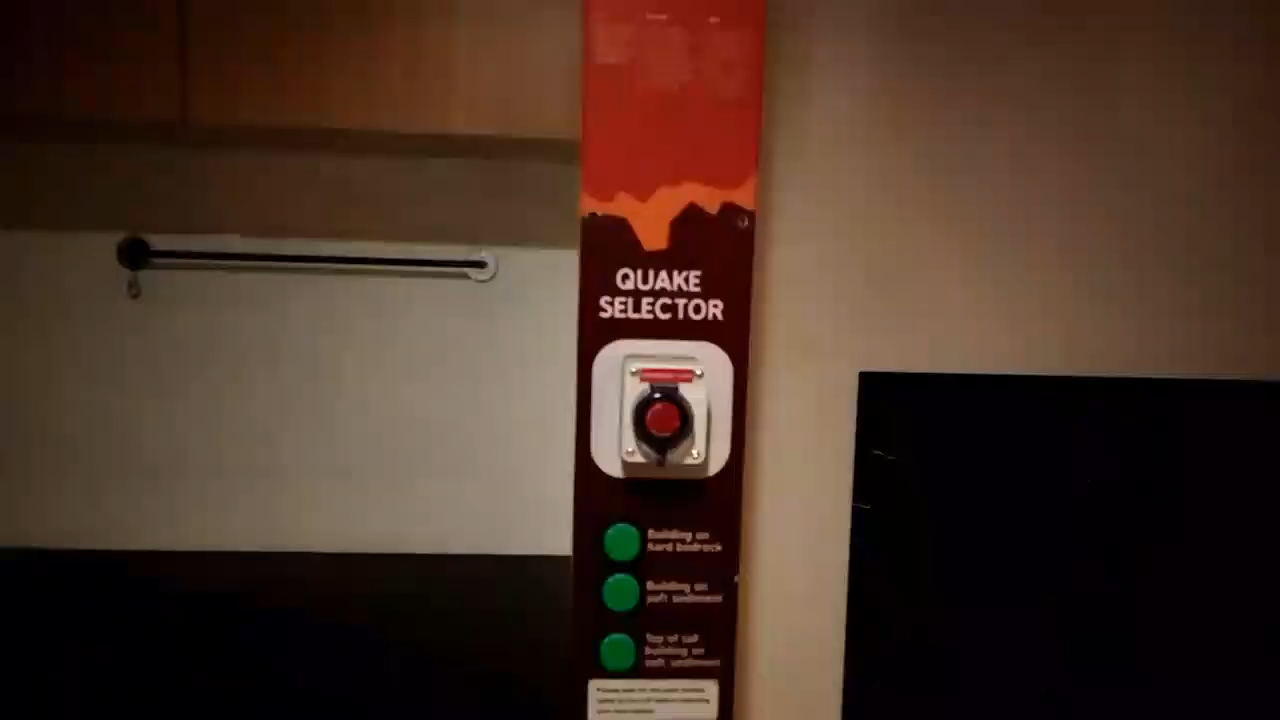 QUAKE
SELECTOR
Building on
hard bedrock
Building on
soft sediment
Top of tall
building on
soft sediment